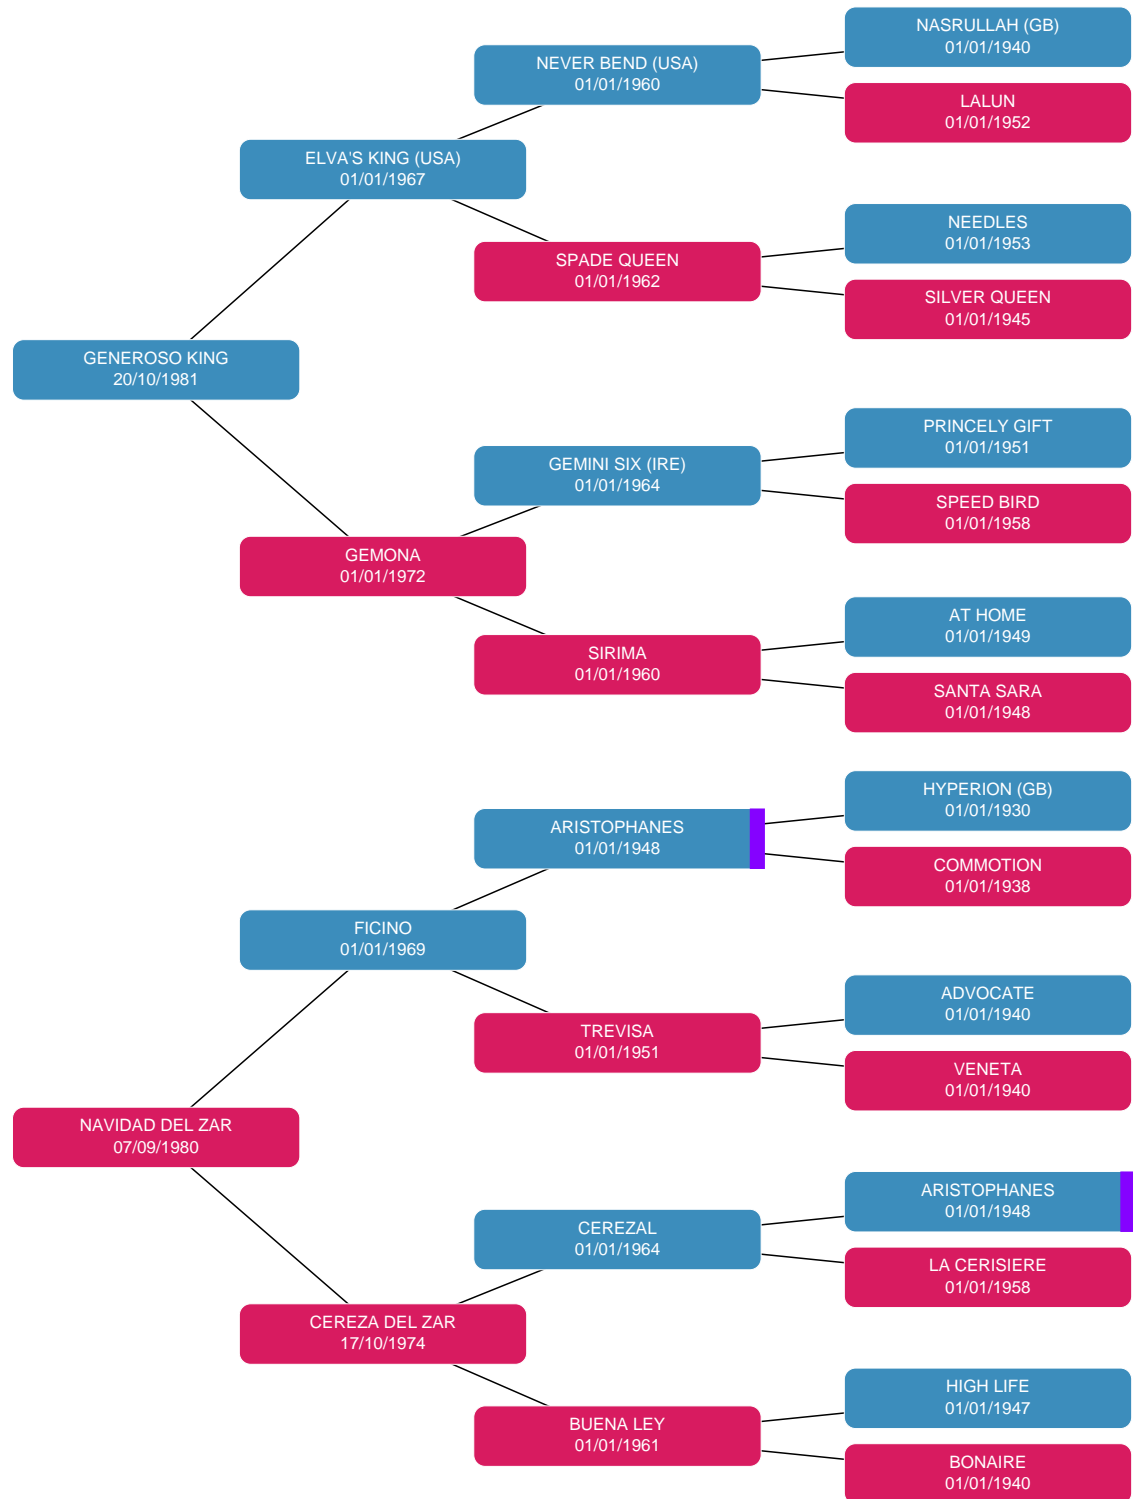 NASRULLAH (GB)
01/01/1940
NEVER BEND (USA)
01/01/1960
LALUN
01/01/1952
ELVA'S KING (USA)
01/01/1967
NEEDLES
01/01/1953
SPADE QUEEN
01/01/1962
SILVER QUEEN
01/01/1945
GENEROSO KING
20/10/1981
PRINCELY GIFT
01/01/1951
GEMINI SIX (IRE)
01/01/1964
SPEED BIRD
01/01/1958
GEMONA
01/01/1972
AT HOME
01/01/1949
SIRIMA
01/01/1960
SANTA SARA
01/01/1948
HYPERION (GB)
01/01/1930
ARISTOPHANES
01/01/1948
COMMOTION
01/01/1938
FICINO
01/01/1969
ADVOCATE
01/01/1940
TREVISA
01/01/1951
VENETA
01/01/1940
NAVIDAD DEL ZAR
07/09/1980
ARISTOPHANES
01/01/1948
CEREZAL
01/01/1964
LA CERISIERE
01/01/1958
CEREZA DEL ZAR
17/10/1974
HIGH LIFE
01/01/1947
BUENA LEY
01/01/1961
BONAIRE
01/01/1940